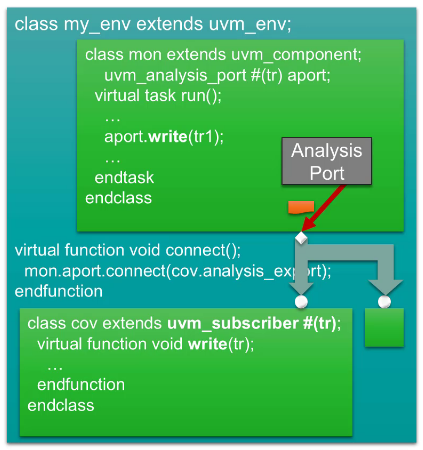 class my_env extends uvm_env;
class mon extends uvm_component;
uvm_analysis_port #(tr) aport;
virtual task run();
…
aport.write(tr1);
…
endtask
endclass
Analysis
Port
virtual function void connect();
mon.aport.connect(cov.analysis_export);
endfunction
class cov extends uvm_subscriber #(tr);
virtual function void write(tr);
…
endfunction
endclass